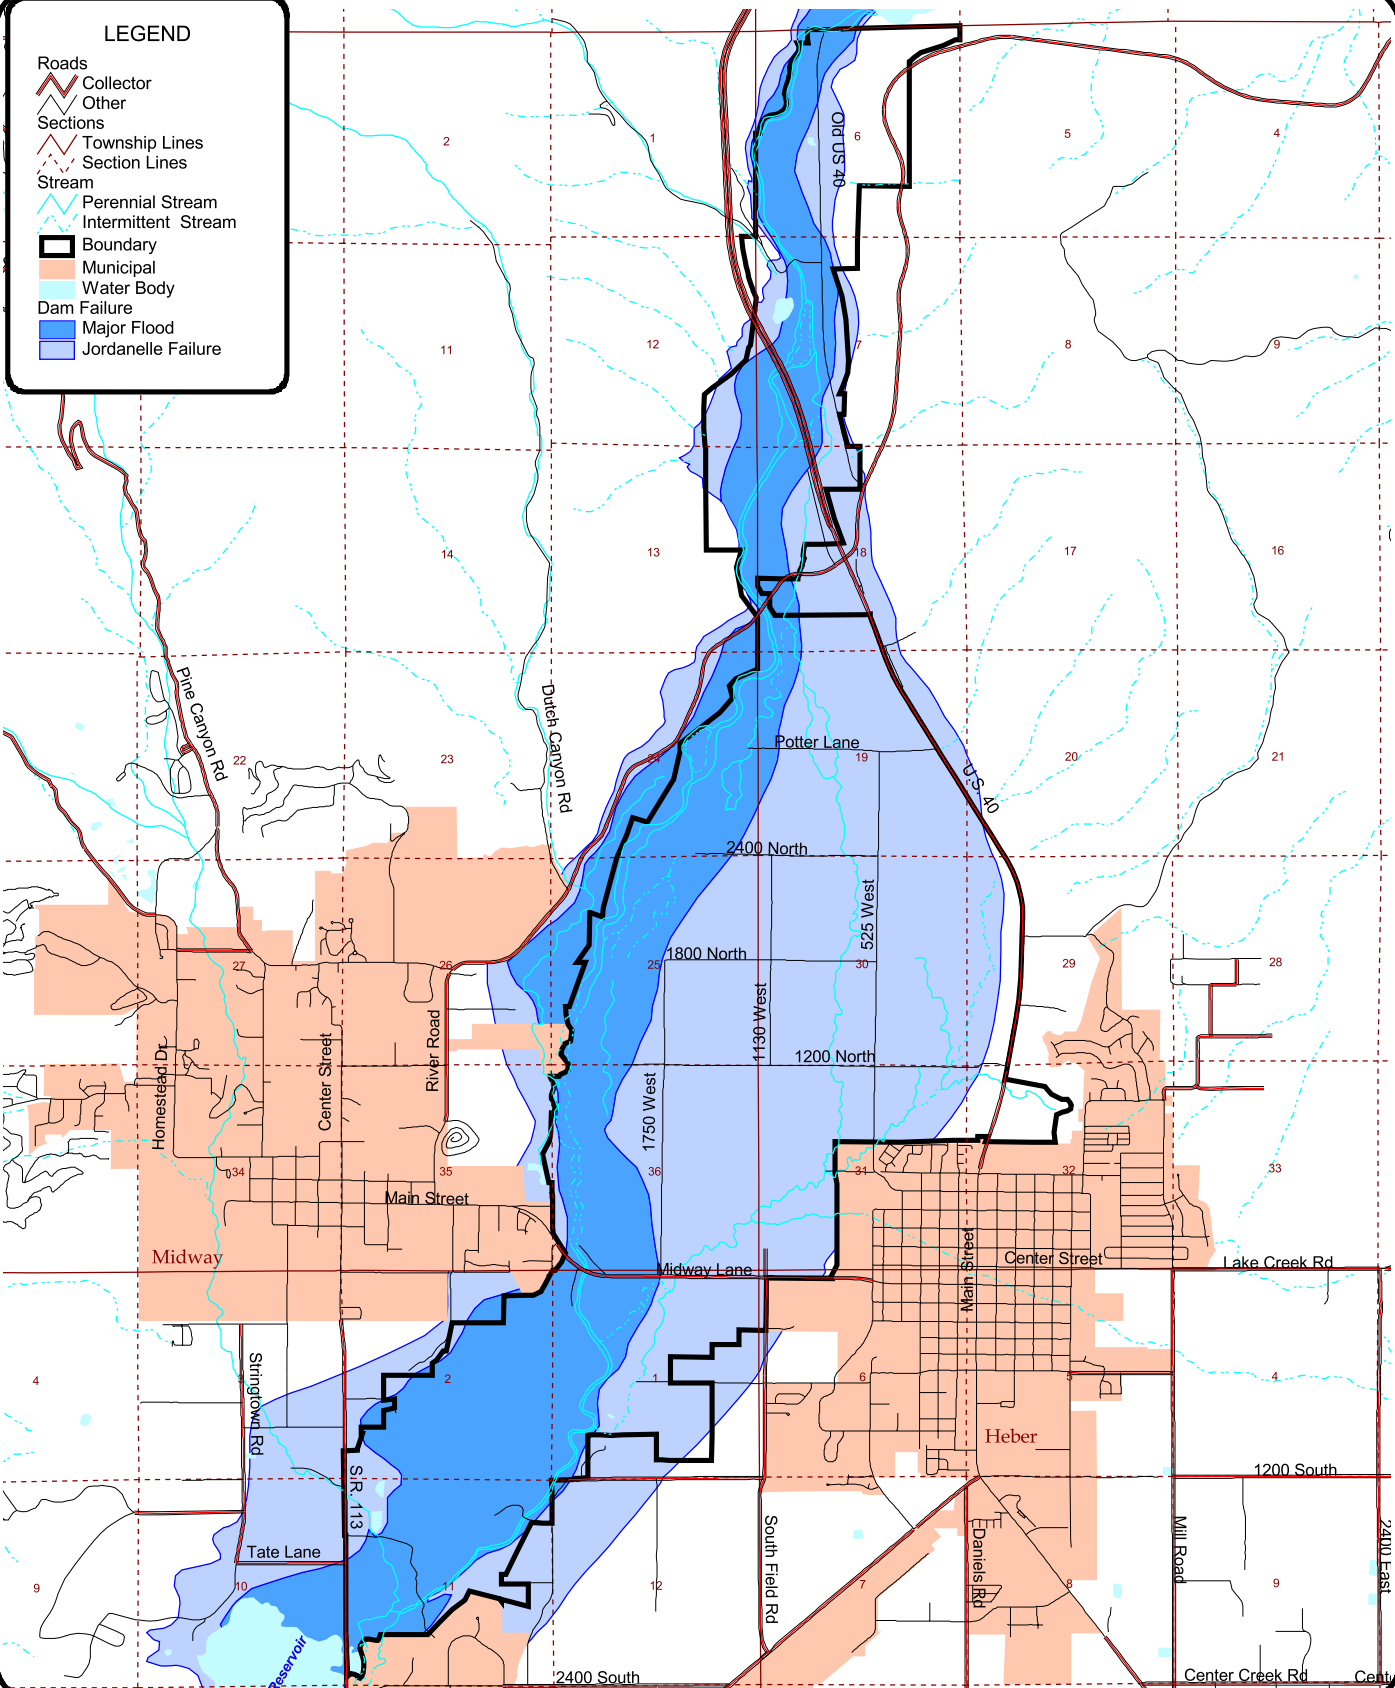 LEGEND
Roads
Collector
Other
Sections
Township Lines
Section Lines
Stream
Perennial Stream
Intermittent Stream
Boundary
Municipal
Water Body
Dam Failure
Major Flood
Jordanelle Failure
2
1
6
5
4
Old US 40
11
12
7
8
9
14
13
18
17
16
Pine Canyon Rd
Dutch Canyon Rd
22
23
24
Potter Lane
19
20
21
U.S. 40
2400 North
525 West
27
26
25
1800 North
30
29
28
Homestead Dr.
Center Street
River Road
1130 West
1200 North
1750 West
34
35
36
31
32
33
Main Street
Midway
Midway Lane
Main Street
Center Street
Lake Creek Rd
4
3
2
1
6
5
4
Stringtown Rd
Heber
S.R. 113
1200 South
Tate Lane
South Field Rd
Daniels Rd
Mill Road
2400 East
9
10
11
12
7
8
9
Reservoir
2400 South
Center Creek Rd
Cent